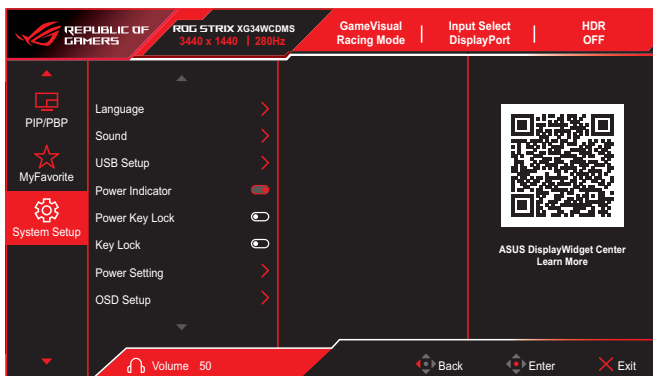 REPUBLIC OF
GAMERS
ROG STRIX XG34WCDMS
3440 x 1440 | 280Hz
GameVisual
Racing Mode
Input Select
DisplayPort
HDR
OFF
PIP/PBP
MyFavorite
System Setup
Language
Sound
USB Setup
Power Indicator
Power Key Lock
Key Lock
Power Setting
OSD Setup
ASUS DisplayWidget Center
Learn More
Volume 50
Back
Enter
Exit